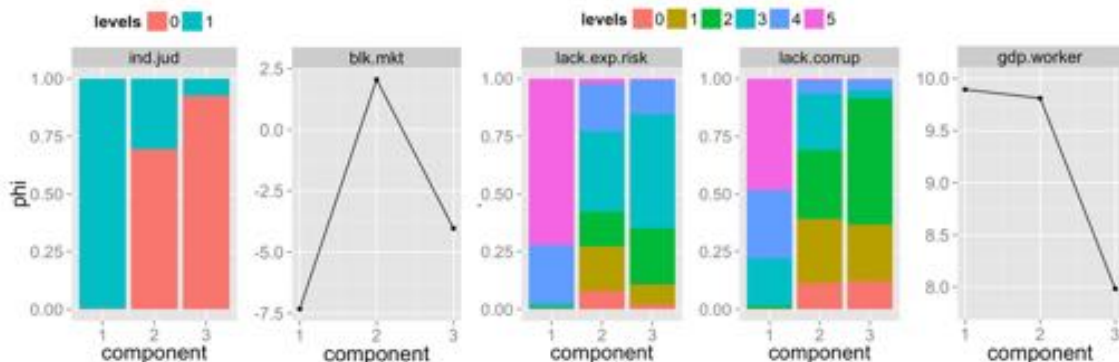 levels 0 1
levels 0 1 2 3 4 5
ind.jud
blk.mkt
lack.exp.risk
lack.corrup
gdp.worker
phi
1.00
0.75
0.50
0.25
0.00
1 2 3
component
2.5
0.0
-2.5
-5.0
-7.5
1 2 3
component
1.00
0.75
0.50
0.25
0.00
1 2 3
component
1.00
0.75
0.50
0.25
0.00
1 2 3
component
10.0
9.5
9.0
8.5
8.0
1 2 3
component